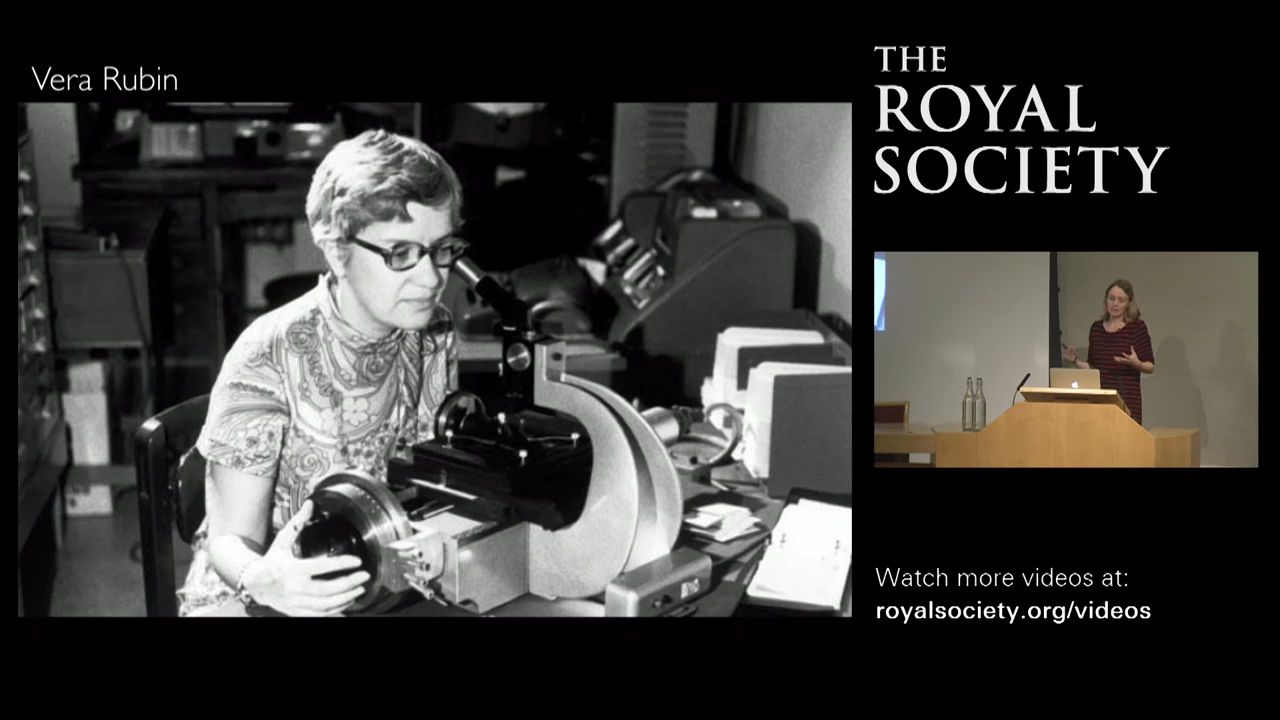 Vera Rubin
THE
ROYAL
SOCIETY
Watch more videos at:
royalsociety.org/videos